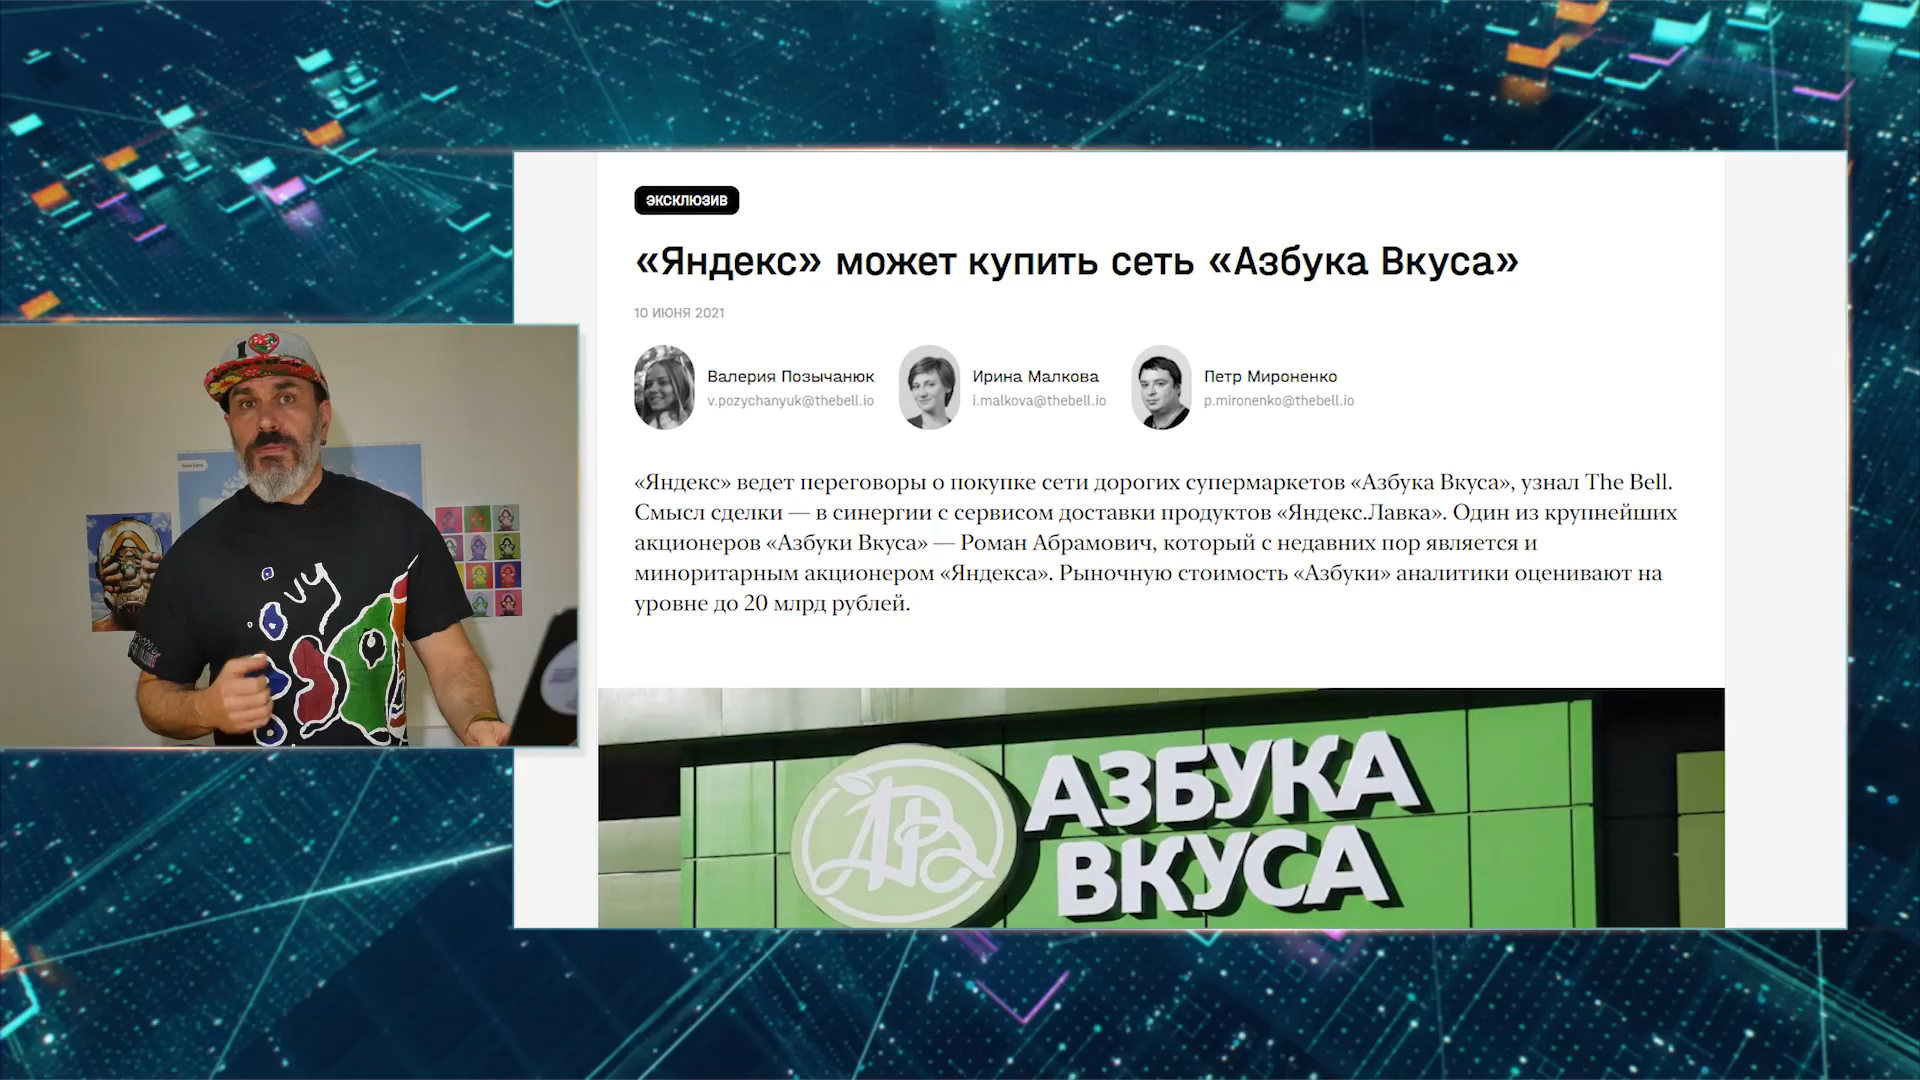 ЭКСКЛЮЗИВ
«Яндекс» может купить сеть «Азбука Вкуса»
10 ИЮНЯ 2021
Валерия Позычанюк
v.pozychanyuk@thebell.io
Ирина Малкова
i.malkova@thebell.io
Петр Мироненко
p.mironenko@thebell.io
«Яндекс» ведет переговоры о покупке сети дорогих супермаркетов «Азбука Вкуса», узнал The Bell.
Смысл сделки — в синергии с сервисом доставки продуктов «Яндекс.Лавка». Один из крупнейших
акционеров «Азбуки Вкуса» — Роман Абрамович, который с недавних пор является и
миноритарным акционером «Яндекса». Рыночную стоимость «Азбуки» аналитики оценивают на
уровне до 20 млрд рублей.
АВ
АЗБУКА
ВКУСА
I